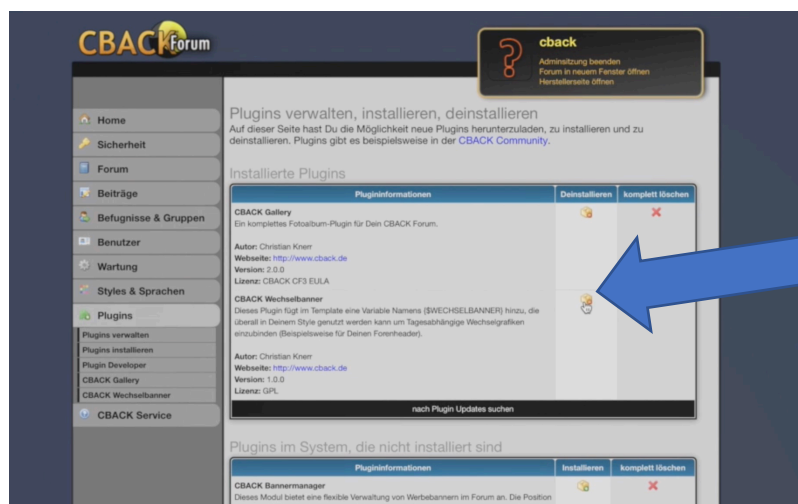 CBACK Forum
cback
Adminsitzung beenden
Forum in neuem Fenster öffnen
Herstellerseite öffnen
Home
Sicherheit
Forum
Beiträge
Befugnisse & Gruppen
Benutzer
Wartung
Styles & Sprachen
Plugins
Plugins verwalten
Plugins installieren
Plugin Developer
CBACK Gallery
CBACK Wechselbanner
CBACK Service
Plugins verwalten, installieren, deinstallieren
Auf dieser Seite hast Du die Möglichkeit neue Plugins herunterzuladen, zu installieren und zu
deinstallieren. Plugins gibt es beispielsweise in der CBACK Community.
Installierte Plugins
Plugininformationen Deinstallieren komplett löschen
CBACK Gallery
Ein komplettes Fotoalbum-Plugin für Dein CBACK Forum.
Autor: Christian Knerr
Webseite: http://www.cback.de
Version: 2.0.0
Lizenz: CBACK CF3 EULA
CBACK Wechselbanner
Dieses Plugin fügt im Template eine Variable Namens {$WECHSELBANNER} hinzu, die
überall in Deinem Style genutzt werden kann um Tagesabhängige Wechselgrafiken
einzubinden (Beispielsweise für Deinen Forenheader).
Autor: Christian Knerr
Webseite: http://www.cback.de
Version: 1.0.0
Lizenz: GPL
nach Plugin Updates suchen
Plugins im System, die nicht installiert sind
Plugininformationen Installieren komplett löschen
CBACK Bannermanager
Dieses Modul bietet eine flexible Verwaltung von Werbebannern im Forum an. Die Position